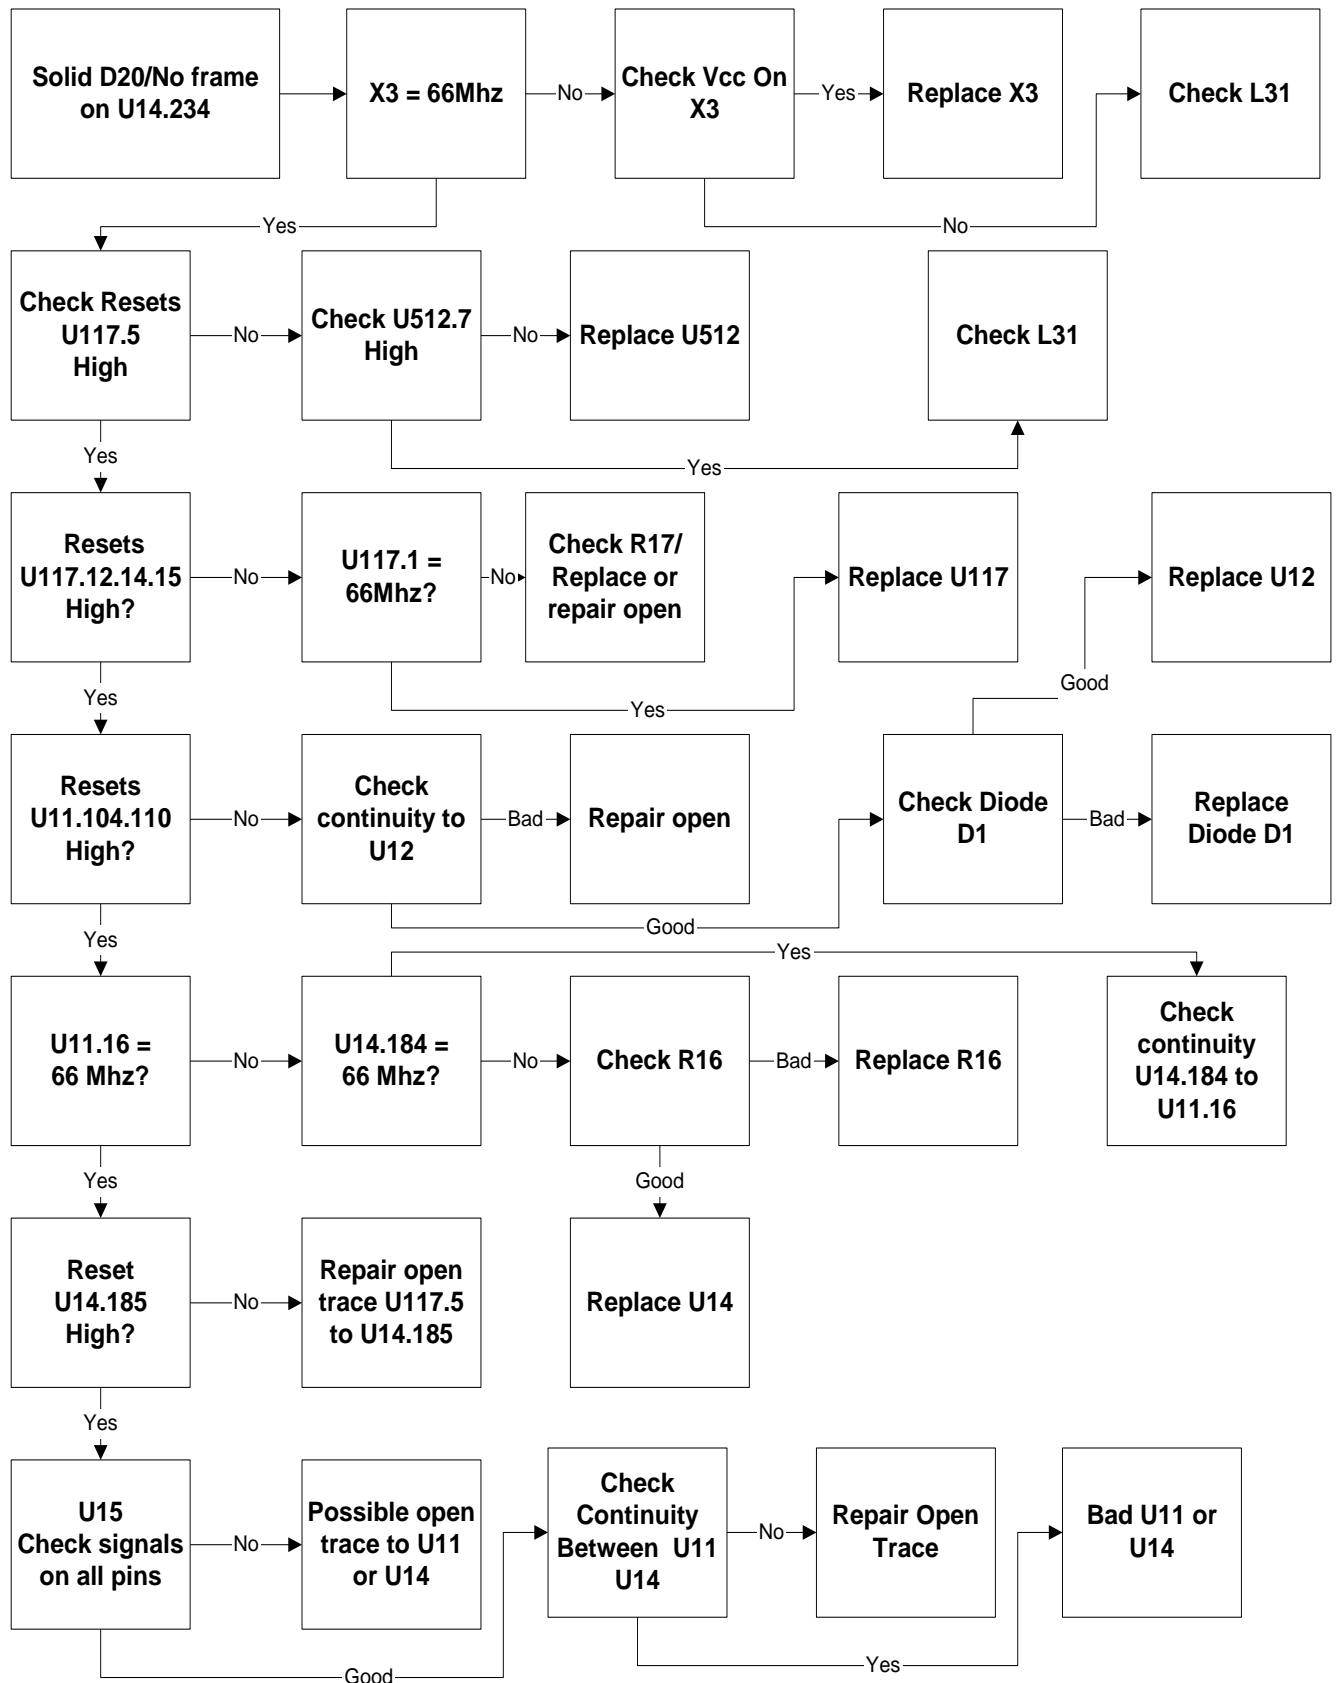 Solid D20/No frame
on U14.234
X3 = 66Mhz
No
Check Vcc On
X3
Yes
Replace X3
Check L31
Yes
No
Check Resets
U117.5
High
No
Check U512.7
High
No
Replace U512
Check L31
Yes
Yes
Resets
U117.12.14.15
High?
No
U117.1 =
66Mhz?
No
Check R17/
Replace or
repair open
Replace U117
Replace U12
Yes
Yes
Good
Resets
U11.104.110
High?
No
Check
continuity to
U12
Bad
Repair open
Check Diode
D1
Bad
Replace
Diode D1
Good
Yes
Yes
U11.16 =
66 Mhz?
No
U14.184 =
66 Mhz?
No
Check R16
Bad
Replace R16
Check
continuity
U14.184 to
U11.16
Yes
Good
Reset
U14.185
High?
No
Repair open
trace U117.5
to U14.185
Replace U14
Yes
U15
Check signals
on all pins
No
Possible open
trace to U11
or U14
Check
Continuity
Between  U11
U14
No
Repair Open
Trace
Bad U11 or
U14
Yes
Good